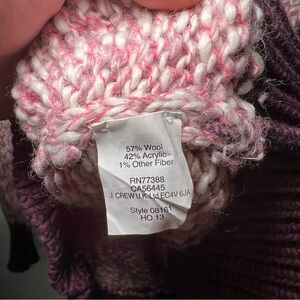 57% Wool
42% Acrylic
1% Other Fiber
RN77388
CA56445
J. CREW U.K. Ltd EC4V 6JA
Style 08161
HO 13